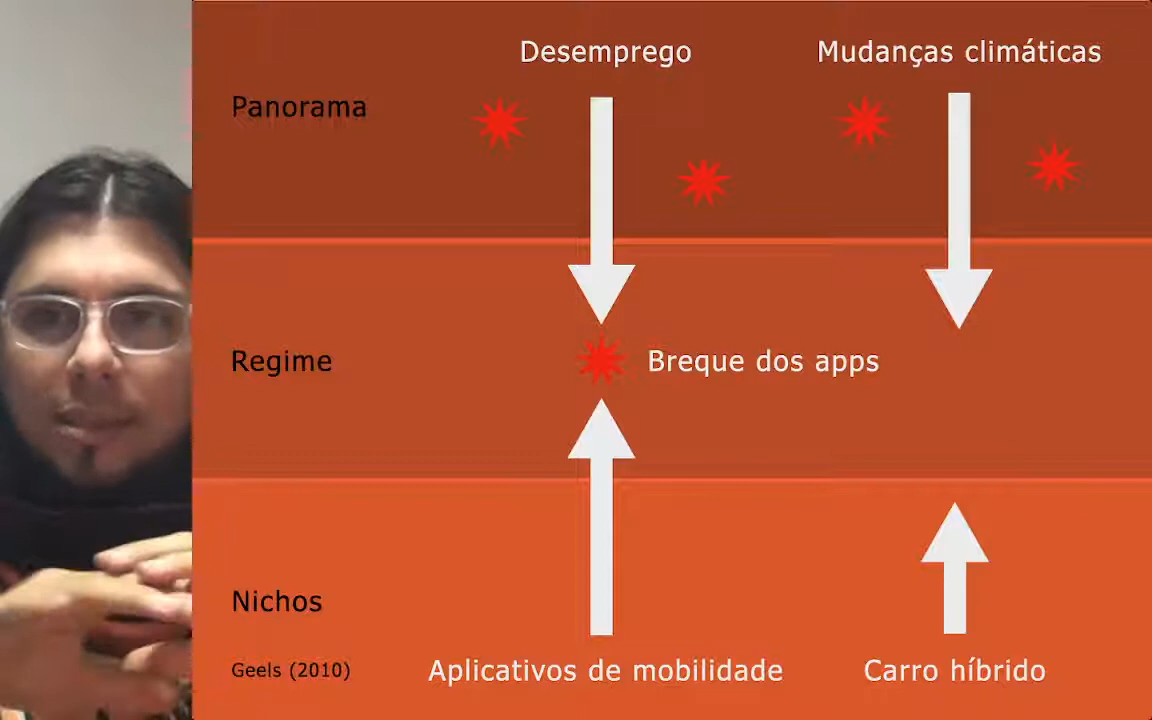 Desemprego
Mudanças climáticas
Panorama
Regime
Breque dos apps
Nichos
Geels (2010)
Aplicativos de mobilidade
Carro híbrido